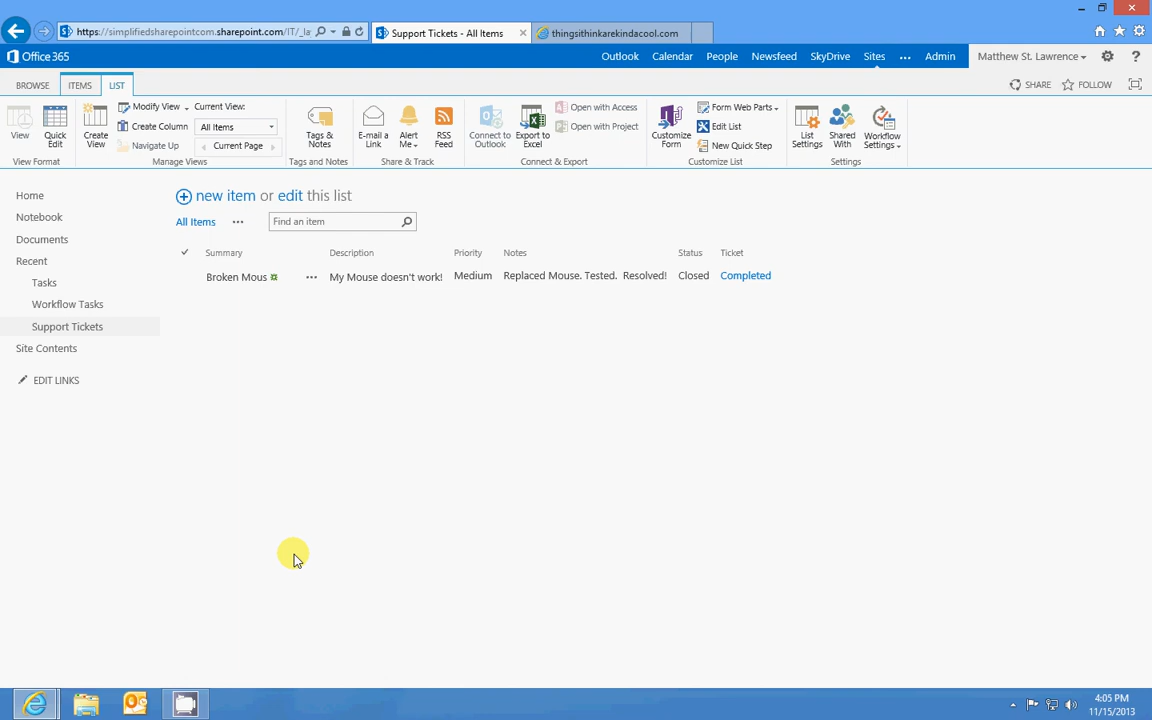 https://simplifiedsharepointcom.sharepoint.com/IT/_la
Support Tickets - All Items
thingsithinkarekindacool.com
Office 365
Outlook Calendar People Newsfeed SkyDrive Sites ... Admin Matthew St. Lawrence ?
BROWSE ITEMS LIST
SHARE FOLLOW
View
Quick Edit
View Format
Create View
Modify View
Create Column
Navigate Up
Current View:
All Items
Current Page
Manage Views
Tags & Notes
Tags and Notes
E-mail a Link
Alert Me
RSS Feed
Share & Track
Connect to Outlook
Export to Excel
Open with Access
Open with Project
Connect & Export
Customize Form
Form Web Parts
Edit List
New Quick Step
Customize List
List Settings
Shared With
Workflow Settings
Settings
Home
Notebook
Documents
Recent
Tasks
Workflow Tasks
Support Tickets
Site Contents
EDIT LINKS
new item or edit this list
All Items ... Find an item
Summary Description Priority Notes Status Ticket
Broken Mous ... My Mouse doesn't work! Medium Replaced Mouse. Tested. Resolved! Closed Completed
4:05 PM
11/15/2013